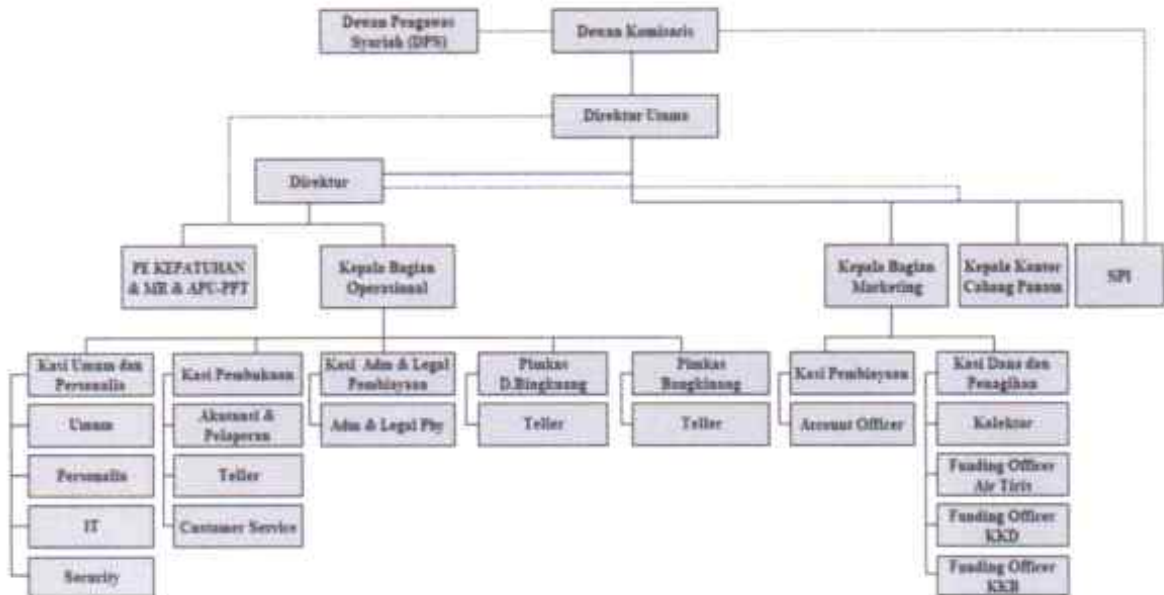 Dewan Pengawas
Syariah (DPS)
Dewan Komisaris
Direktur Utama
Direktur
PE KEPATUHAN
& MR & APU-PPT
Kepala Bagian
Operasional
Kepala Bagian
Marketing
Kepala Kantor
Cabang Panam
SPI
Kasi Umum dan
Personalia
Kasi Pembukuan
Kasi Adm & Legal
Pembiayaan
Pimkas
D.Bingkuang
Pimkas
Bangkinang
Kasi Pembiayaan
Kasi Dana dan
Penagihan
Umum
Akutansi &
Pelaporan
Adm & Legal Pby
Teller
Teller
Account Officer
Kolektor
Personalia
Teller
Funding Officer
Air Tiris
IT
Customer Service
Funding Officer
KKD
Security
Funding Officer
KKB